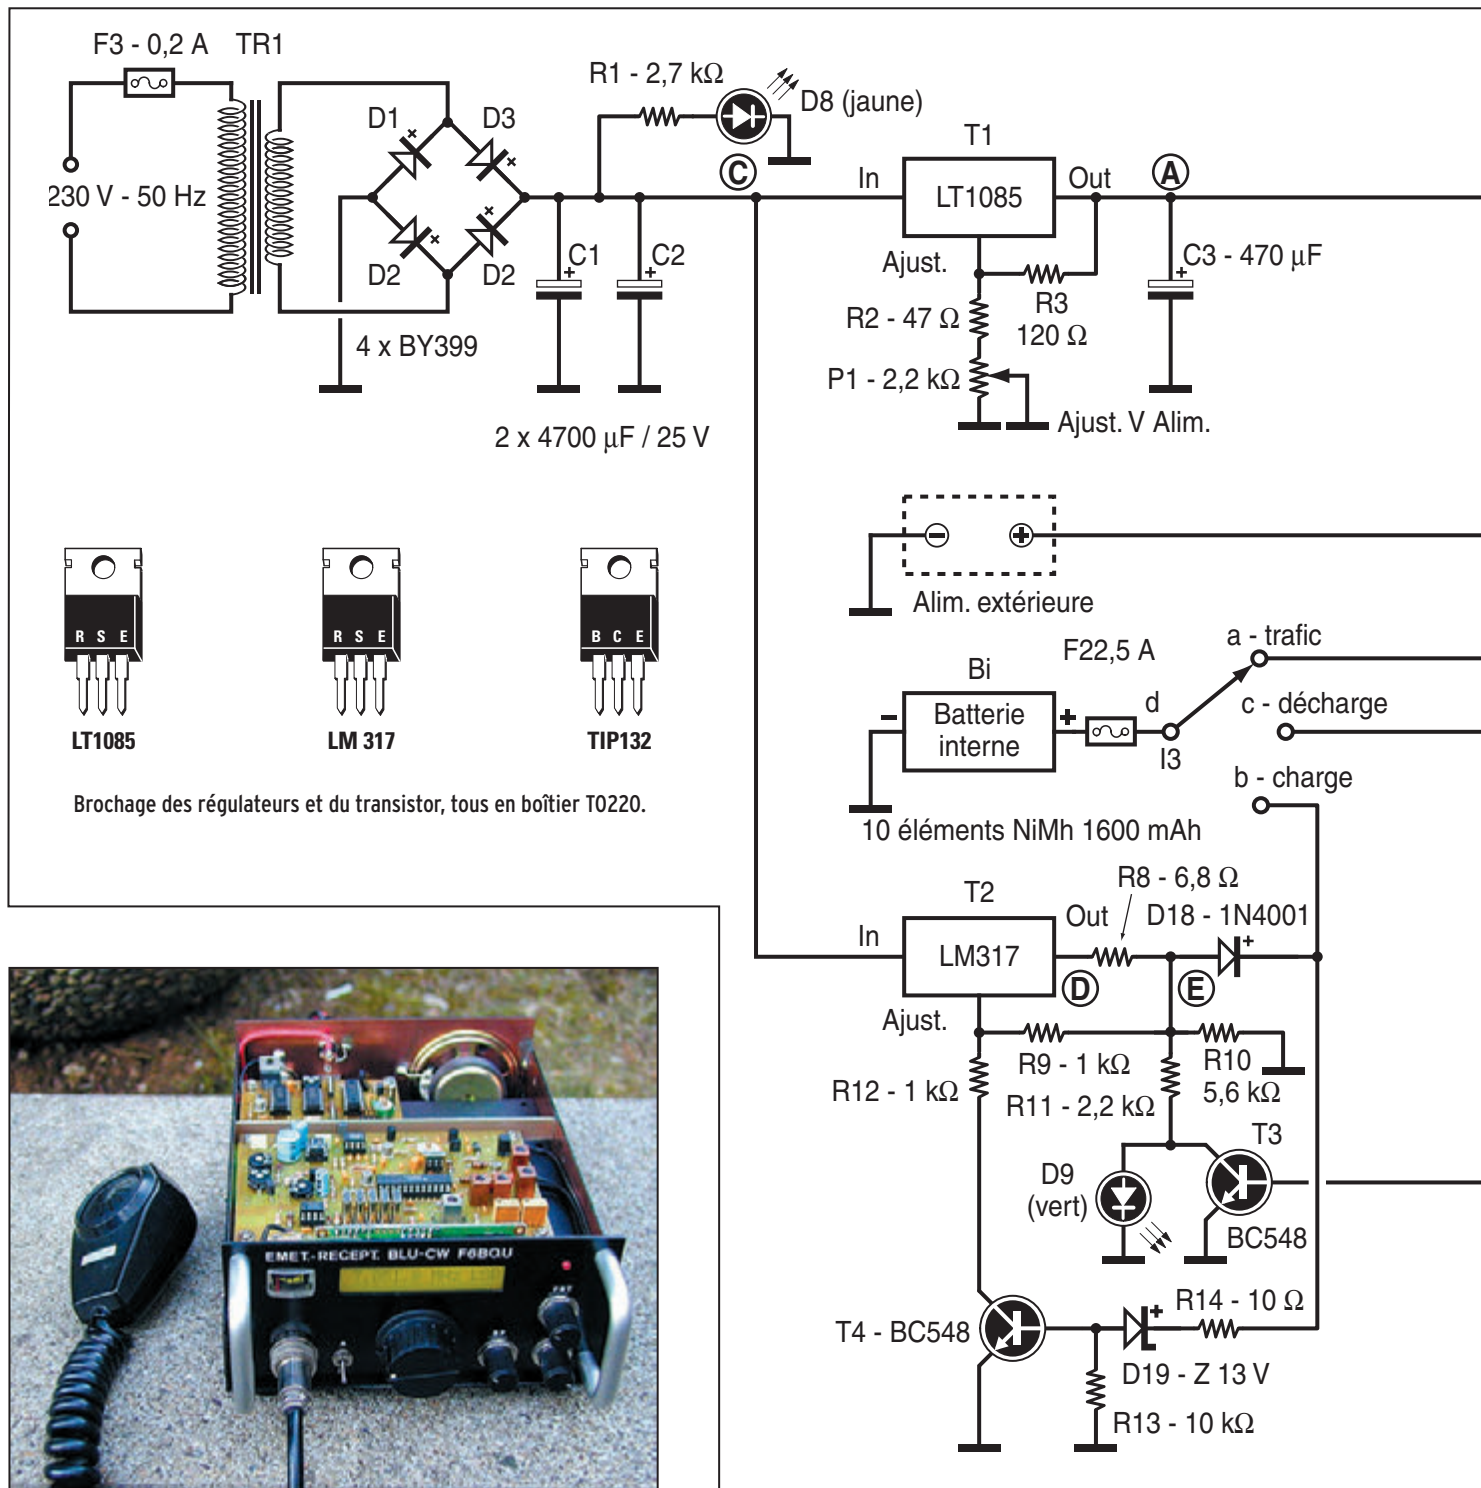 F3 - 0,2 A TR1
R1 - 2,7 kΩ
D8 (jaune)
D1 D3
230 V - 50 Hz
D2 D2
4 x BY399
C1 C2
2 x 4700 µF / 25 V
C
T1
In LT1085 Out
A
Ajust.
R2 - 47 Ω
R3
120 Ω
C3 - 470 µF
P1 - 2,2 kΩ
Ajust. V Alim.
R S E
LT1085
R S E
LM 317
B C E
TIP132
Brochage des régulateurs et du transistor, tous en boîtier TO220.
Alim. extérieure
F22,5 A
a - trafic
Bi
Batterie
interne
d
I3
c - décharge
b - charge
10 éléments NiMh 1600 mAh
R8 - 6,8 Ω
T2
In LM317 Out
D18 - 1N4001
D E
Ajust.
R9 - 1 kΩ
R10
5,6 kΩ
R12 - 1 kΩ
R11 - 2,2 kΩ
T3
D9
(vert)
BC548
T4 - BC548
R14 - 10 Ω
D19 - Z 13 V
R13 - 10 kΩ
EMET.-RECEPT. BLU-CW F6BQU